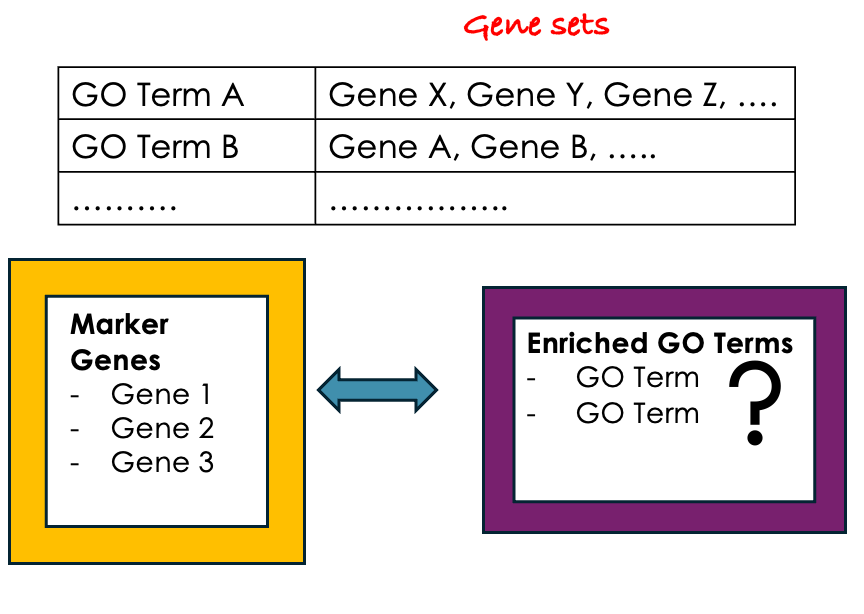 Gene sets
GO Term A
Gene X, Gene Y, Gene Z, ....
GO Term B
Gene A, Gene B, .....
..........
.................
Marker
Genes
- Gene 1
- Gene 2
- Gene 3
Enriched GO Terms
- GO Term
- GO Term
?